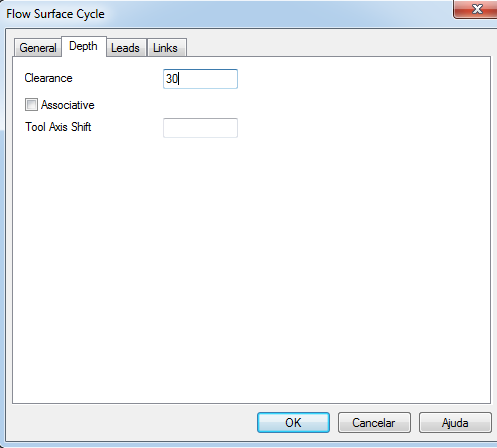 Flow Surface Cycle
General Depth Leads Links
Clearance 30
Associative
Tool Axis Shift
OK Cancelar Ajuda